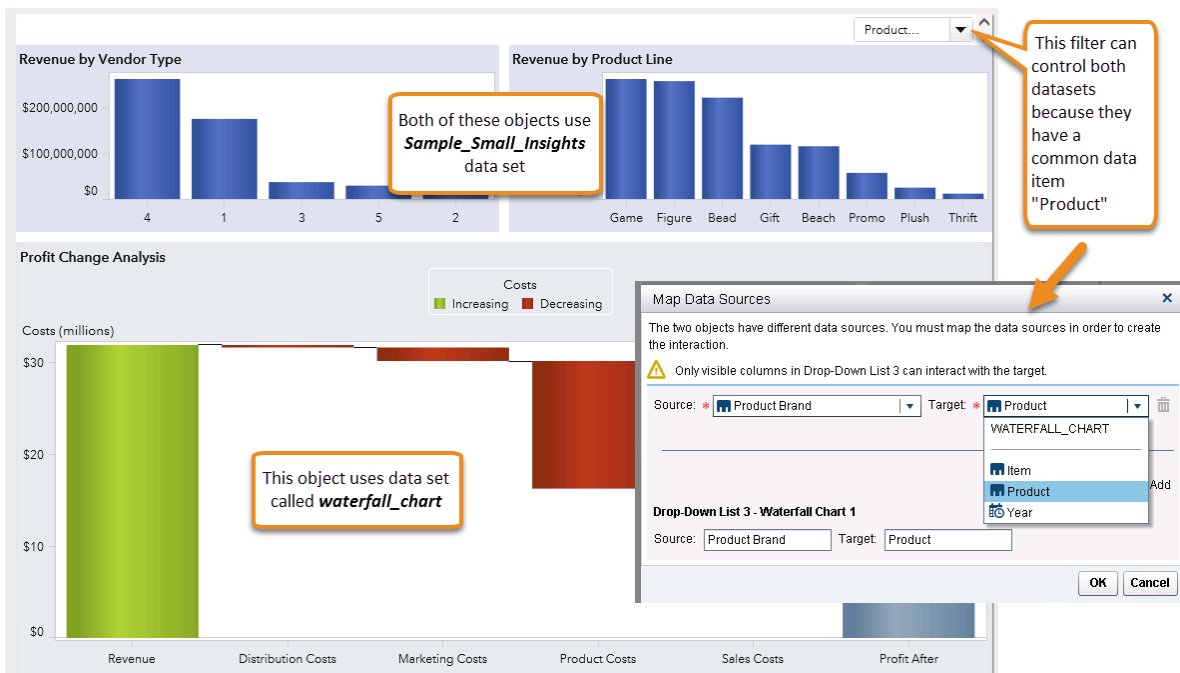 Product...
This filter can
control both
datasets
because they
have a
common data
item
"Product"
Revenue by Vendor Type
$200,000,000
$100,000,000
$0
4 1 3 5 2
Both of these objects use
Sample_Small_Insights
data set
Revenue by Product Line
Game Figure Bead Gift Beach Promo Plush Thrift
Profit Change Analysis
Costs
Increasing Decreasing
Costs (millions)
$30
$20
$10
$0
This object uses data set
called waterfall_chart
Revenue Distribution Costs Marketing Costs Product Costs Sales Costs Profit After
Map Data Sources
The two objects have different data sources. You must map the data sources in order to create
the interaction.
Only visible columns in Drop-Down List 3 can interact with the target.
Source: * Product Brand Target: * Product
WATERFALL_CHART
Item
Product
Year
Add
Drop-Down List 3 - Waterfall Chart 1
Source: Product Brand Target: Product
OK Cancel